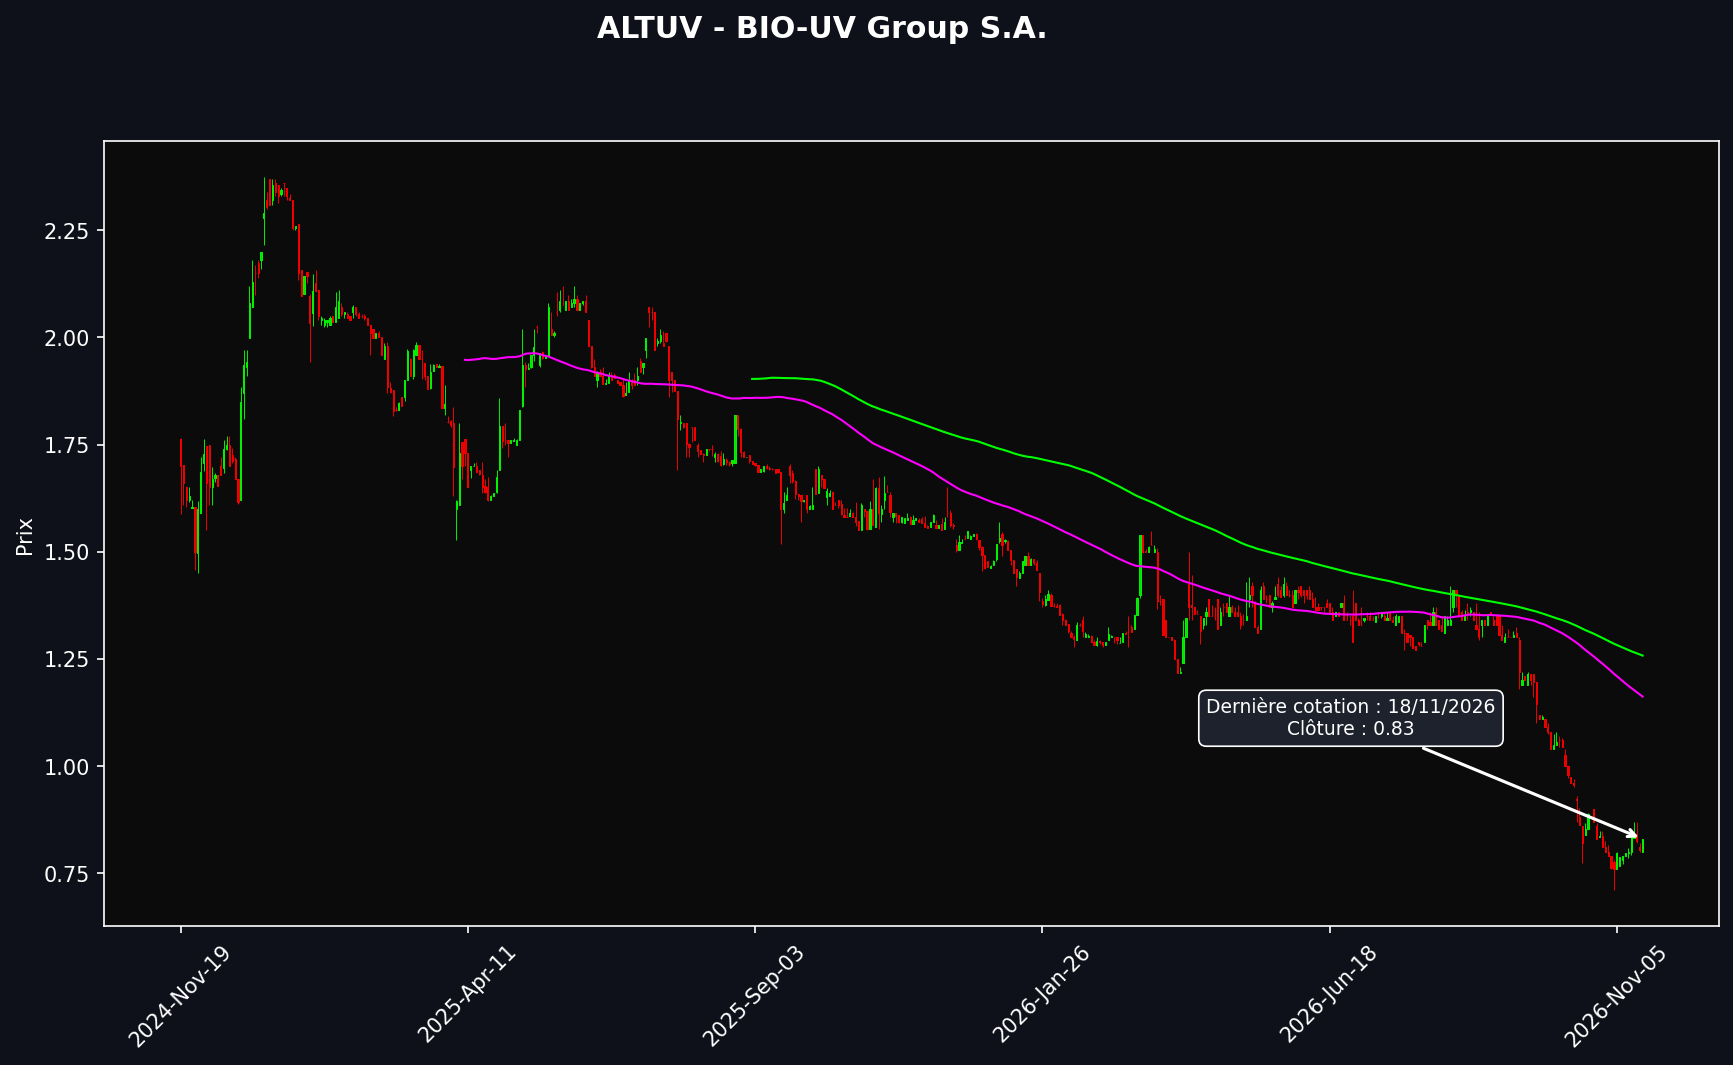 ALTUV - BIO-UV Group S.A.
Prix
2.25
2.00
1.75
1.50
1.25
1.00
0.75
Dernière cotation : 18/11/2026
Clôture : 0.83
2024-Nov-19
2025-Apr-11
2025-Sep-03
2026-Jan-26
2026-Jun-18
2026-Nov-05